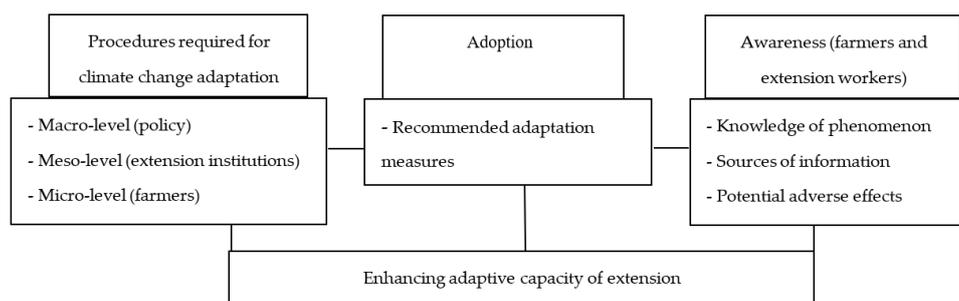 Procedures required for
climate change adaptation
- Macro-level (policy)
- Meso-level (extension institutions)
- Micro-level (farmers)
Adoption
- Recommended adaptation
measures
Awareness (farmers and
extension workers)
- Knowledge of phenomenon
- Sources of information
- Potential adverse effects
Enhancing adaptive capacity of extension